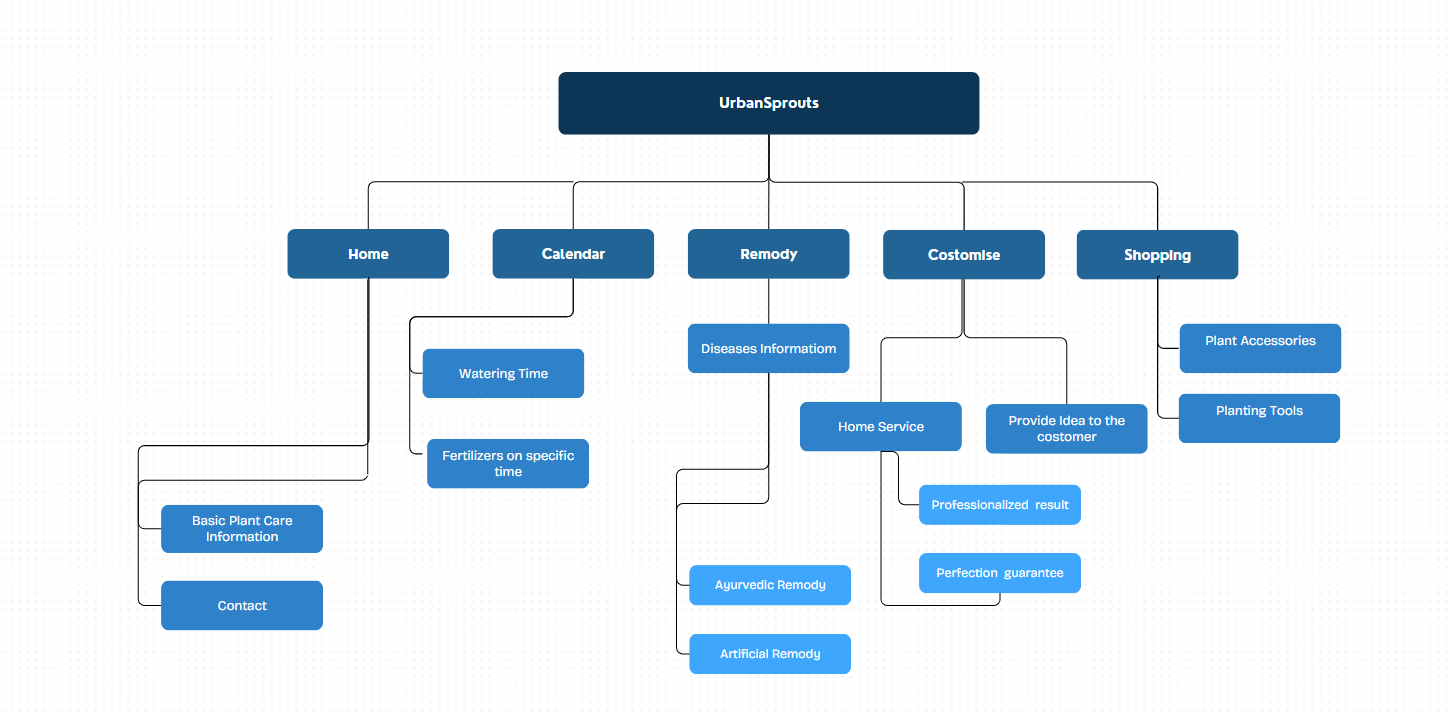 UrbanSprouts
Home
Calendar
Remody
Costomise
Shopping
Plant Accessories
Diseases Informatiom
Watering Time
Planting Tools
Home Service
Provide Idea to the
costomer
Fertilizers on specific
time
Professionalized result
Basic Plant Care
Information
Perfection guarantee
Ayurvedic Remody
Contact
Artificial Remody